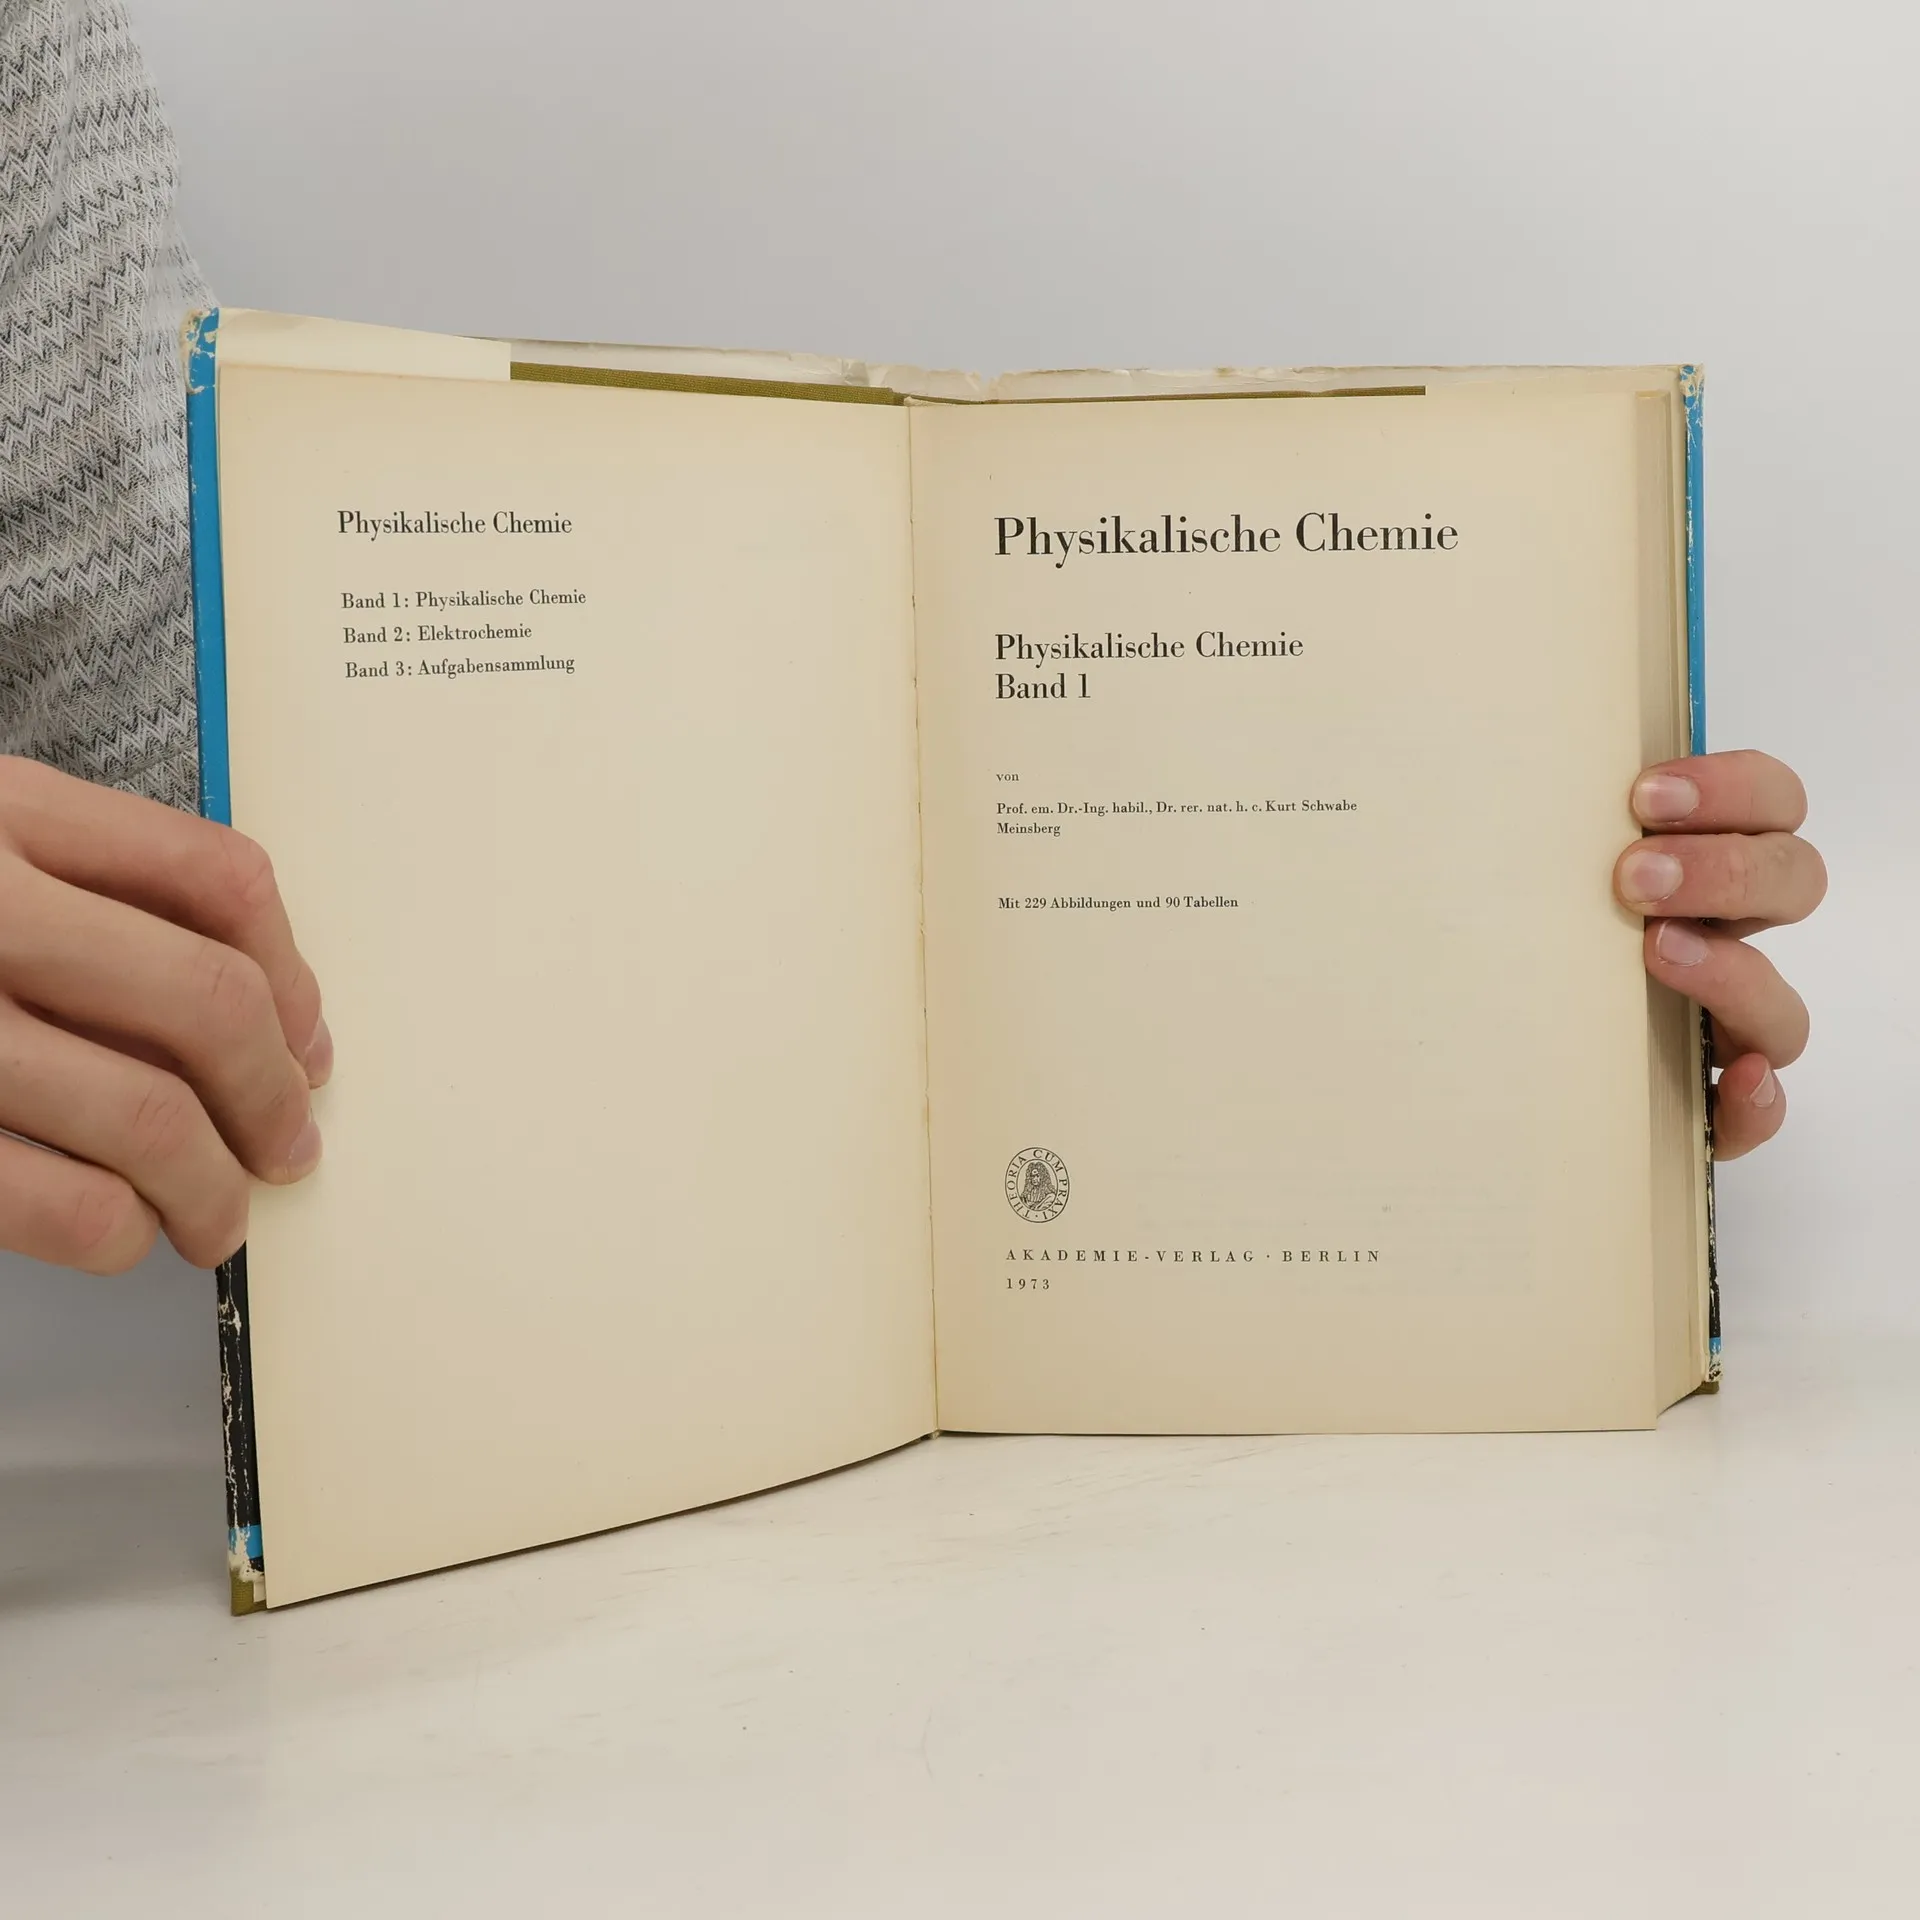 Physikalische Chemie
Band 1: Physikalische Chemie
Band 2: Elektrochemie
Band 3: Aufgabensammlung
Physikalische Chemie
Physikalische Chemie
Band 1
von
Prof. em. Dr.-Ing. habil., Dr. rer. nat. h. c. Kurt Schwabe
Meinsberg
Mit 229 Abbildungen und 90 Tabellen
THEORIA CUM PRAXI ·
AKADEMIE-VERLAG · BERLIN
1973